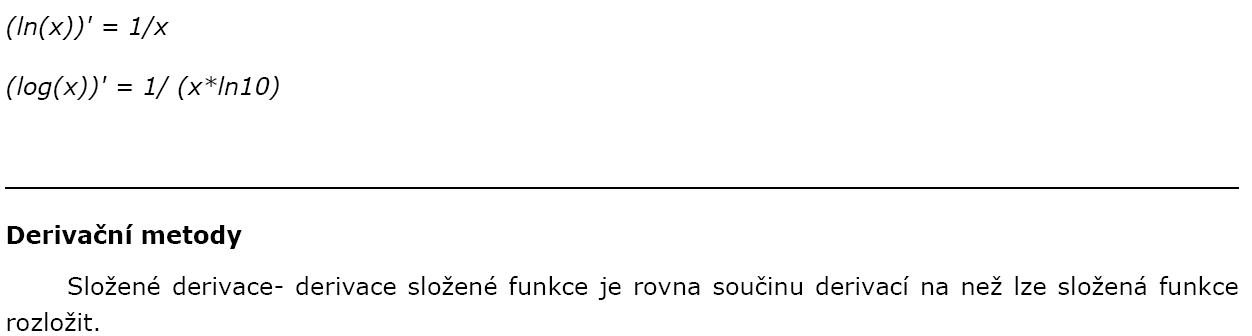 (ln(x))' = 1/x
(log(x))' = 1/ (x*ln10)
Derivační metody
Složené derivace- derivace složené funkce je rovna součinu derivací na než lze složená funkce
rozložit.